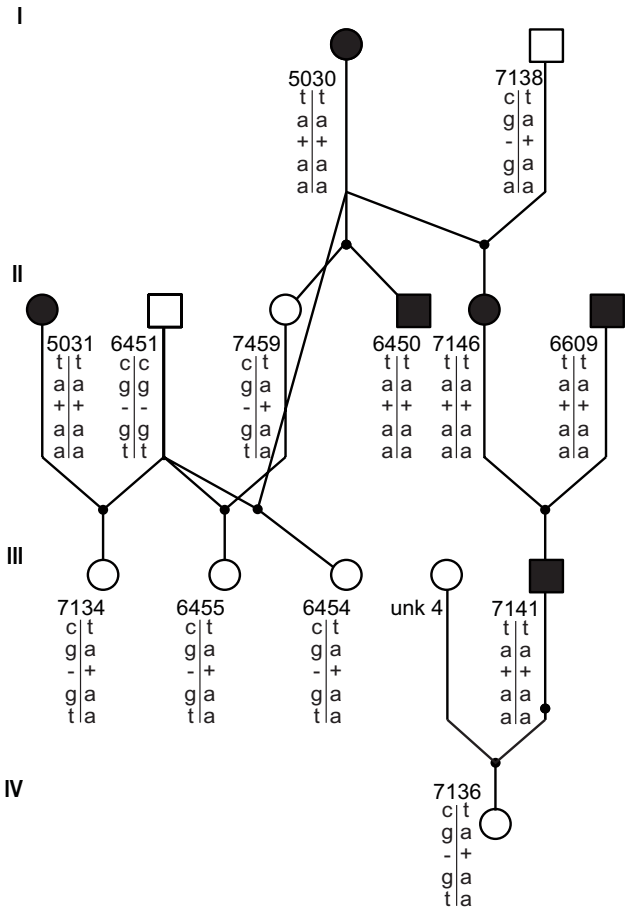 I
5030 7138
t t c t
a a g a
+ + - +
a a g a
a a a a
II
5031 6451 7459 6450 7146 6609
t t c c c t t t t t t t
a a g g g a a a a a a a
+ + - - - + + + + + + +
a a g g g a a a a a a a
a a t t t a a a a a a a
III
7134 6455 6454 unk 4 7141
c t c t c t t t
g a g a g a a a
- + - + - + + +
g a g a g a a a
t a t a t a a a
IV
7136
c t
g a
- +
g a
t a